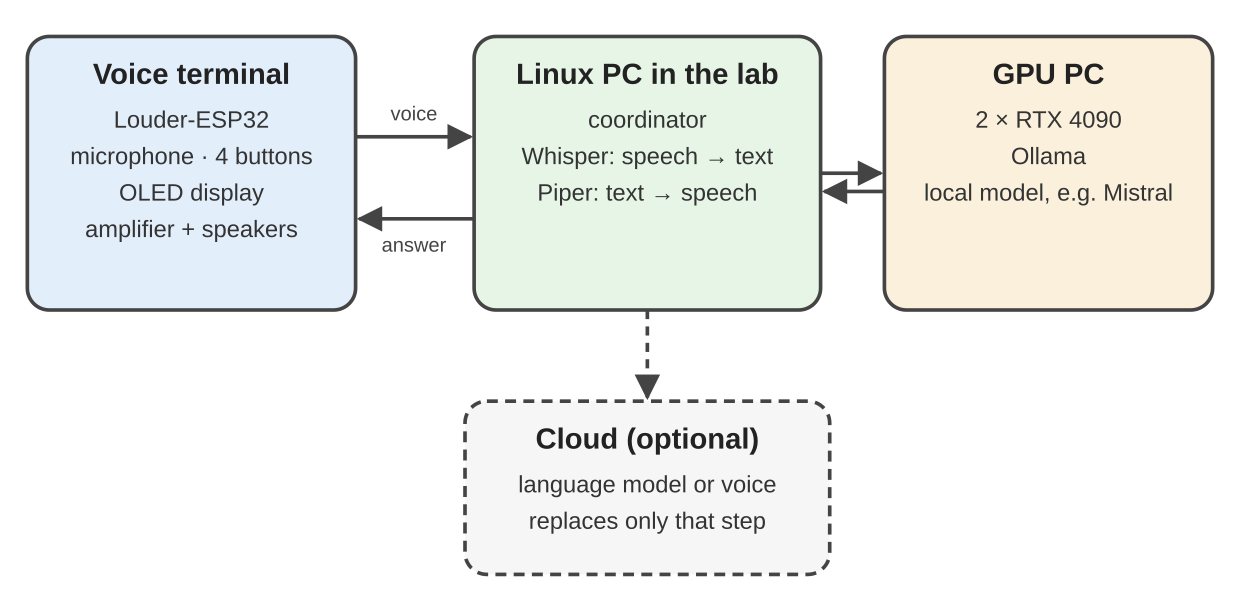 Voice terminal
Louder-ESP32
microphone · 4 buttons
OLED display
amplifier + speakers
voice
answer
Linux PC in the lab
coordinator
Whisper: speech → text
Piper: text → speech
GPU PC
2 × RTX 4090
Ollama
local model, e.g. Mistral
Cloud (optional)
language model or voice
replaces only that step